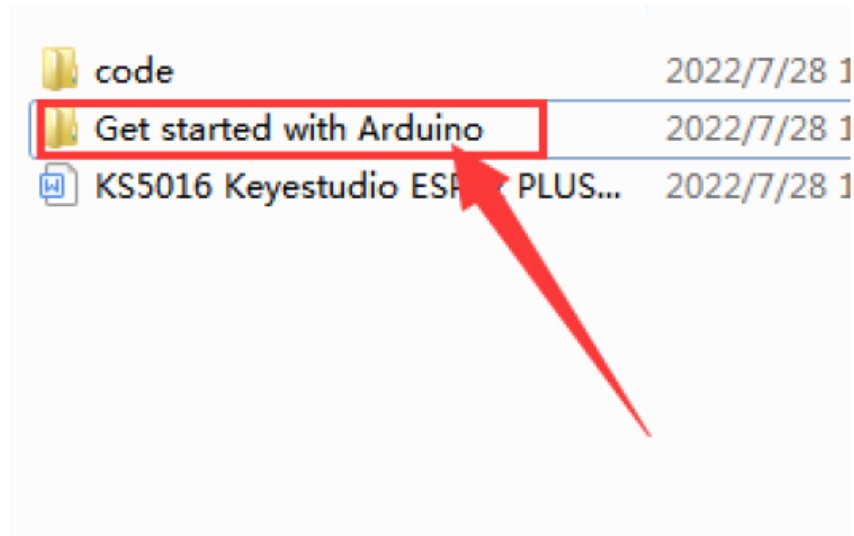 code 2022/7/28 1
Get started with Arduino 2022/7/28 1
KS5016 Keyestudio PLUS... 2022/7/28 1